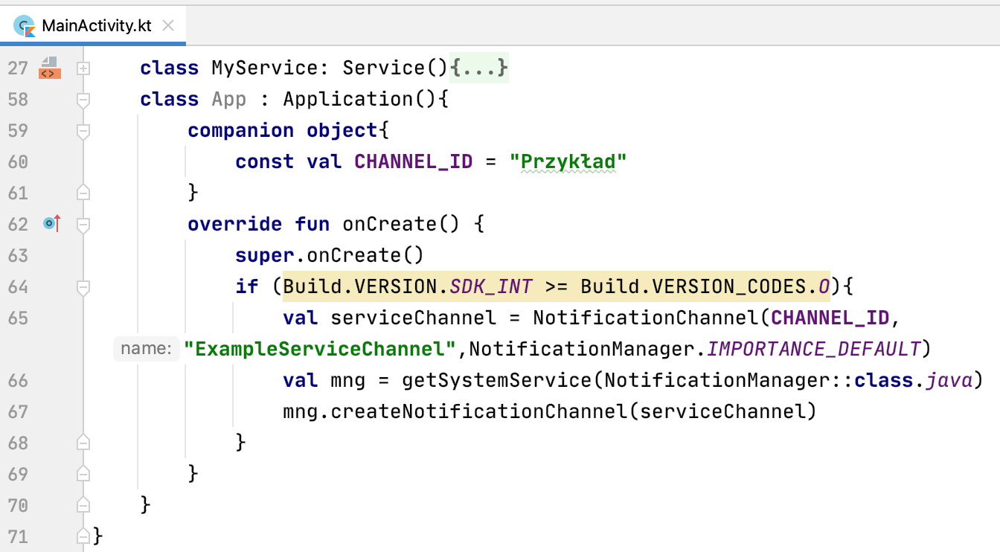 MainActivity.kt
27 class MyService: Service(){...}
58 class App : Application(){
59 companion object{
60 const val CHANNEL_ID = "Przykład"
61 }
62 override fun onCreate() {
63 super.onCreate()
64 if (Build.VERSION.SDK_INT >= Build.VERSION_CODES.O){
65 val serviceChannel = NotificationChannel(CHANNEL_ID,
name: "ExampleServiceChannel",NotificationManager.IMPORTANCE_DEFAULT)
66 val mng = getSystemService(NotificationManager::class.java)
67 mng.createNotificationChannel(serviceChannel)
68 }
69 }
70 }
71 }